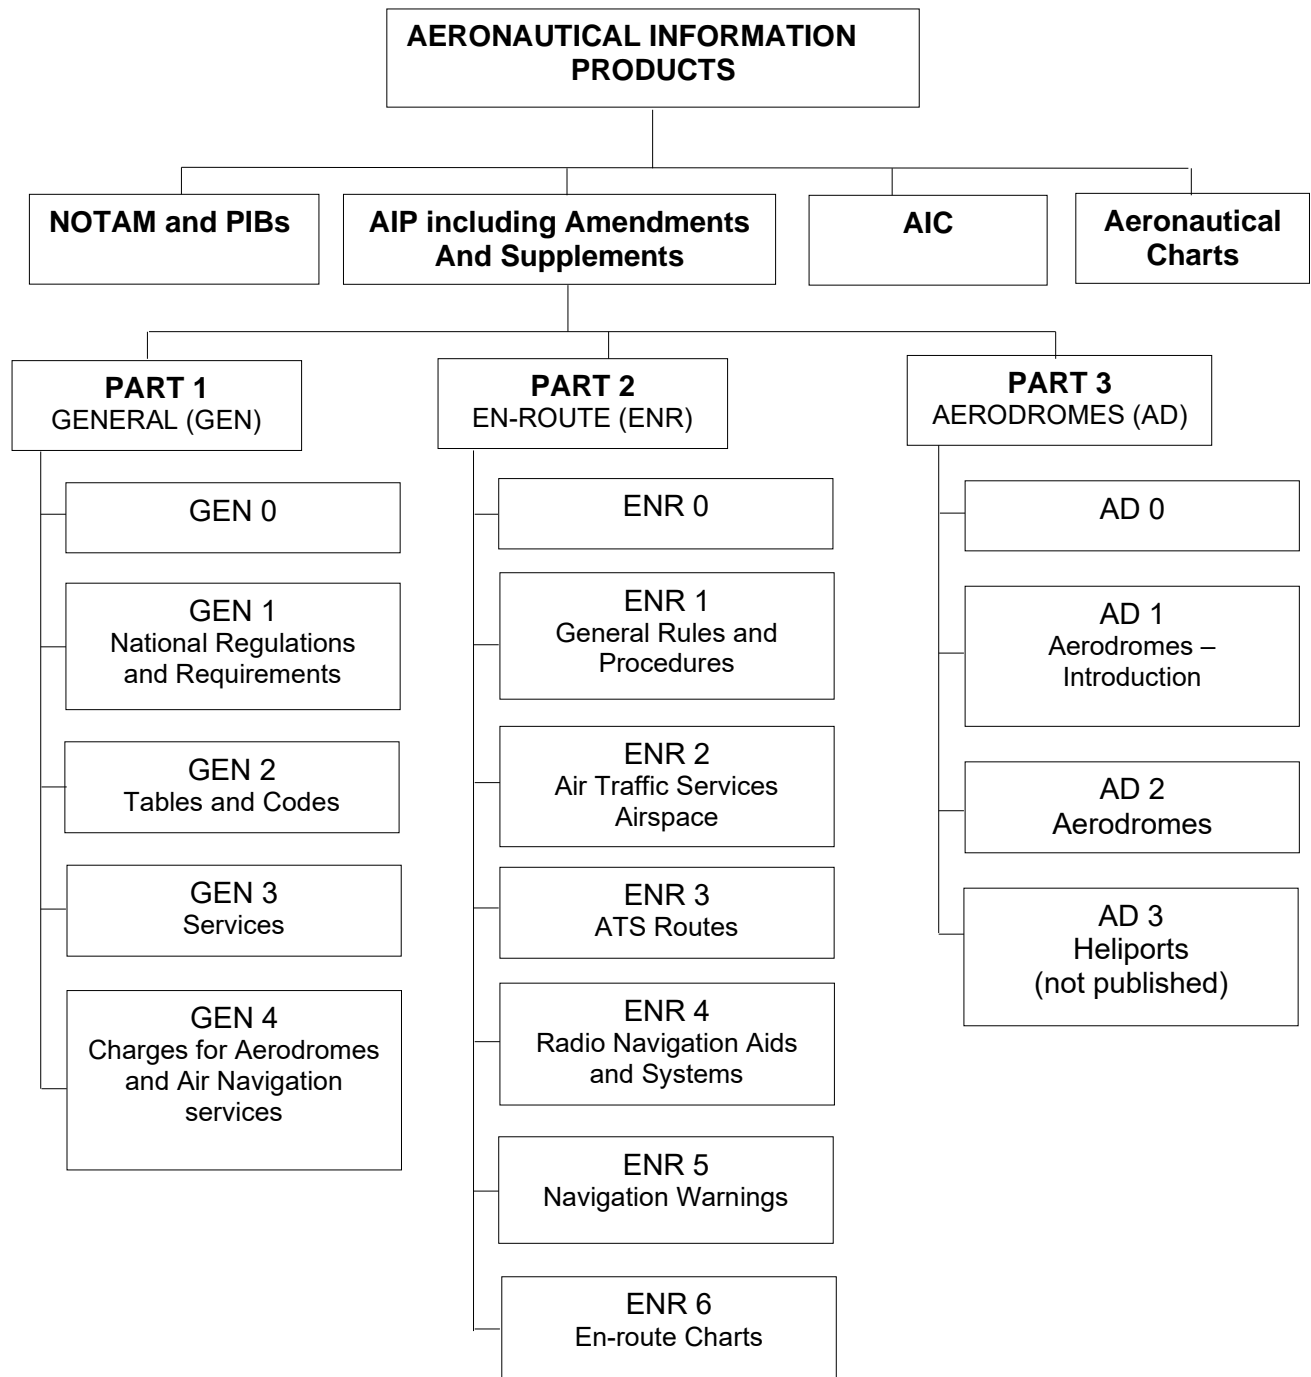 AERONAUTICAL INFORMATION
PRODUCTS
NOTAM and PIBs
AIP including Amendments
And Supplements
AIC
Aeronautical
Charts
PART 1
GENERAL (GEN)
GEN 0
GEN 1
National Regulations
and Requirements
GEN 2
Tables and Codes
GEN 3
Services
GEN 4
Charges for Aerodromes
and Air Navigation
services
PART 2
EN-ROUTE (ENR)
ENR 0
ENR 1
General Rules and
Procedures
ENR 2
Air Traffic Services
Airspace
ENR 3
ATS Routes
ENR 4
Radio Navigation Aids
and Systems
ENR 5
Navigation Warnings
ENR 6
En-route Charts
PART 3
AERODROMES (AD)
AD 0
AD 1
Aerodromes –
Introduction
AD 2
Aerodromes
AD 3
Heliports
(not published)